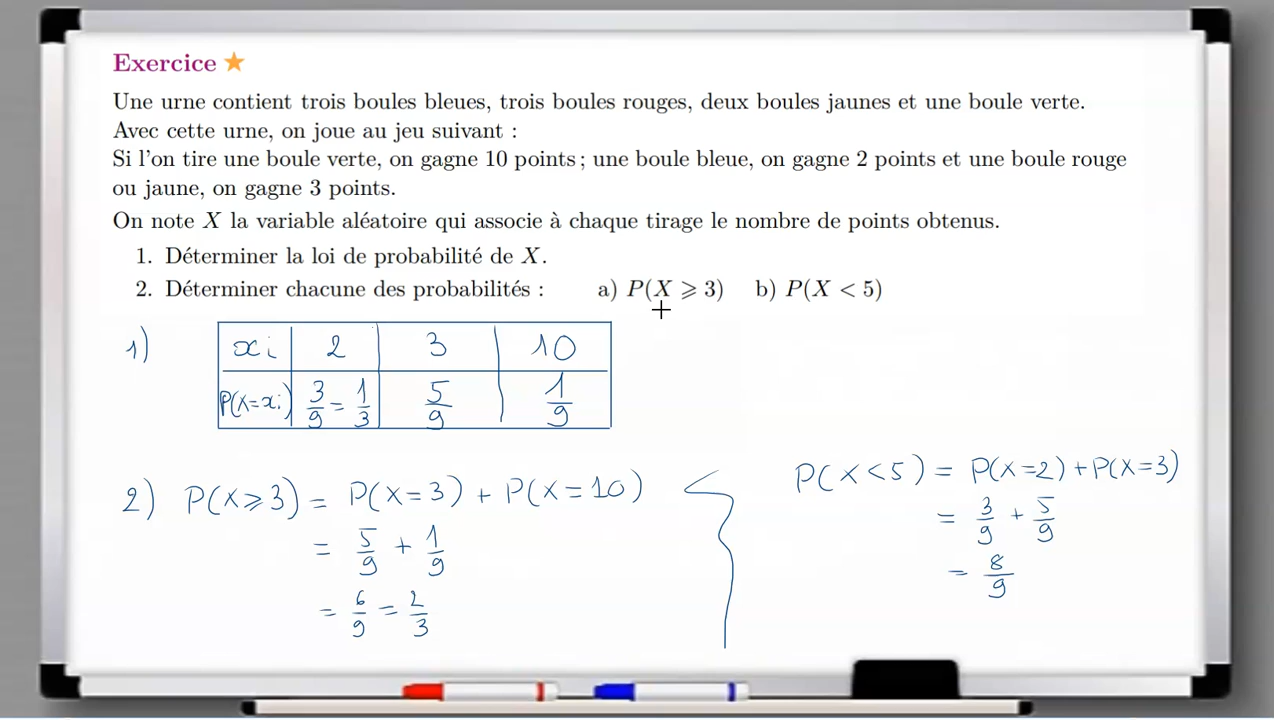 Exercice ★
Une urne contient trois boules bleues, trois boules rouges, deux boules jaunes et une boule verte.
Avec cette urne, on joue au jeu suivant :
Si l'on tire une boule verte, on gagne 10 points ; une boule bleue, on gagne 2 points et une boule rouge
ou jaune, on gagne 3 points.
On note X la variable aléatoire qui associe à chaque tirage le nombre de points obtenus.
1. Déterminer la loi de probabilité de X.
2. Déterminer chacune des probabilités : a) P(X ⩾ 3) b) P(X < 5)
1) xi 2 3 10
P(X=xi) 3/9 = 1/3 5/9 1/9
2) P(X⩾3) = P(X=3) + P(X=10)
= 5/9 + 1/9
= 6/9 = 2/3
P(X<5) = P(X=2) + P(X=3)
= 3/9 + 5/9
= 8/9